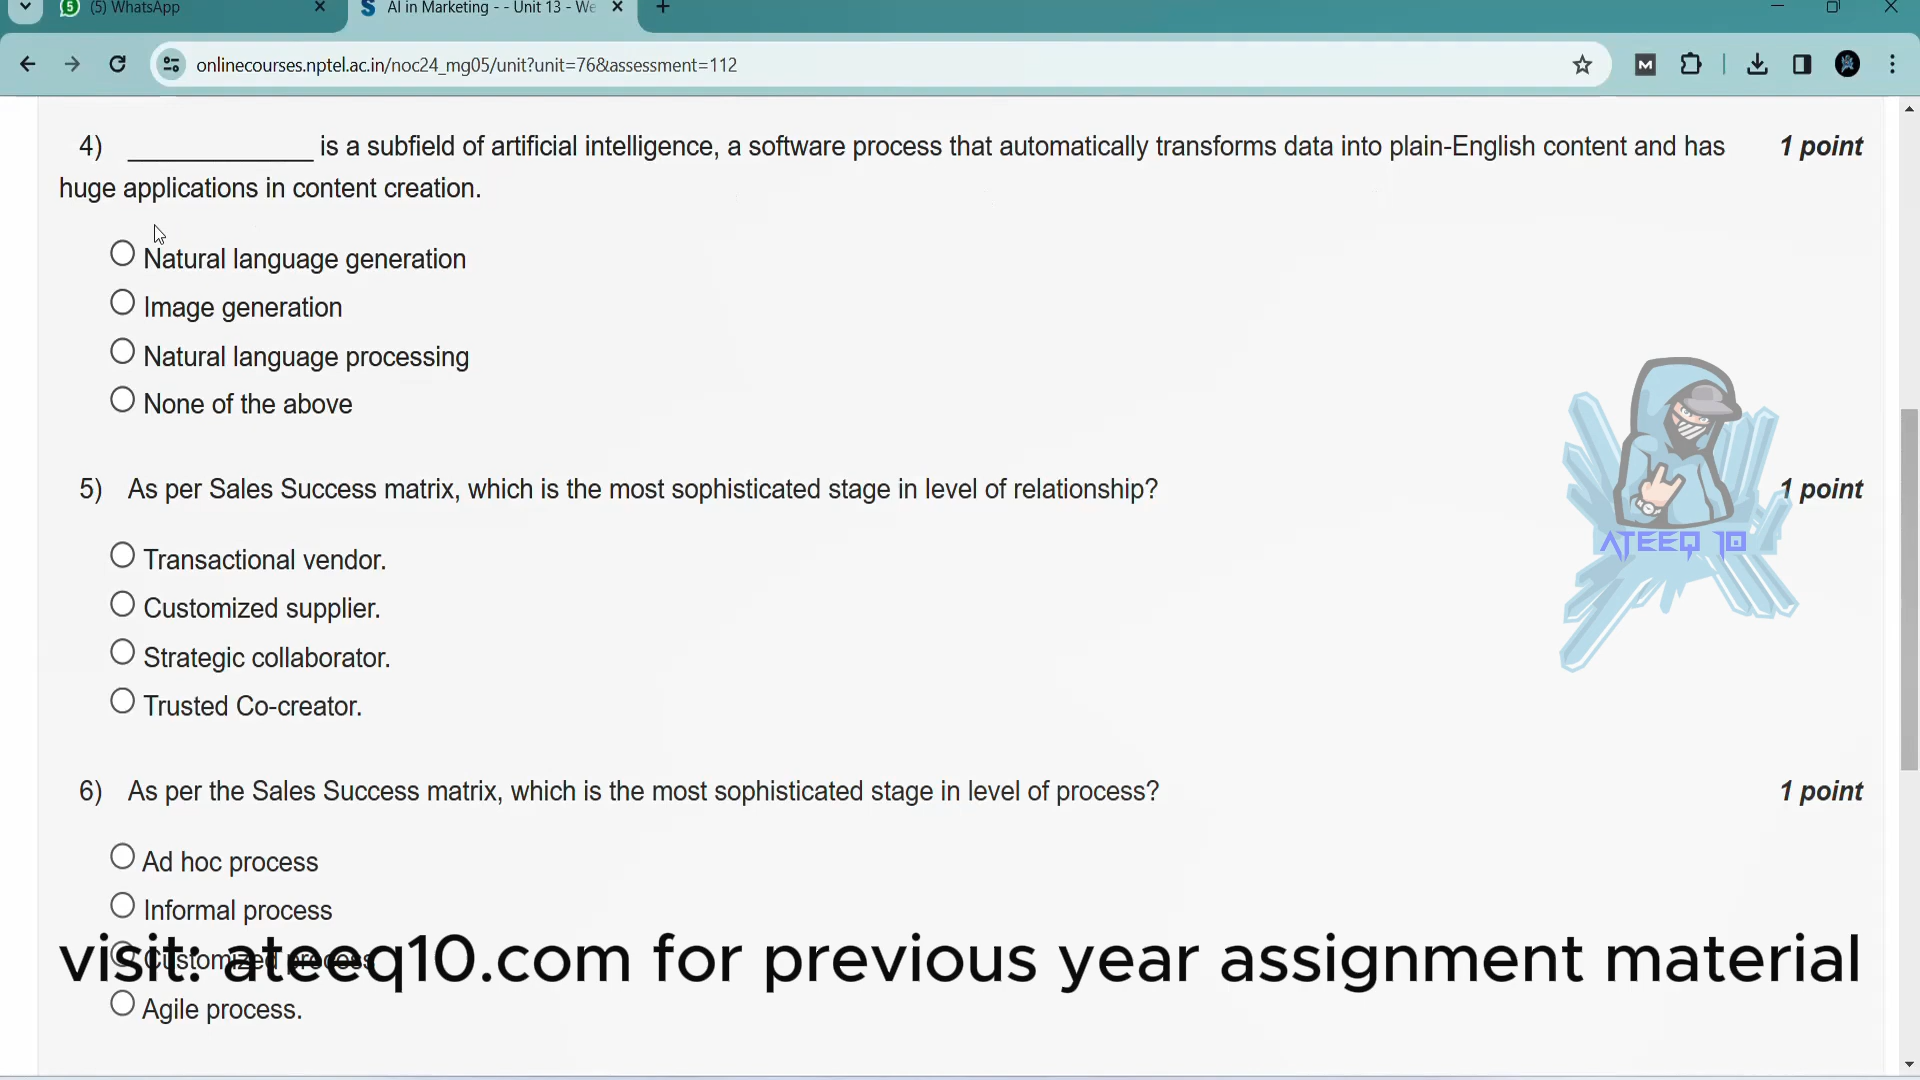 (5) WhatsApp
AI in Marketing - - Unit 13 - We
onlinecourses.nptel.ac.in/noc24_mg05/unit?unit=76&assessment=112
4) _____________ is a subfield of artificial intelligence, a software process that automatically transforms data into plain-English content and has 1 point
huge applications in content creation.
Natural language generation
Image generation
Natural language processing
None of the above
5) As per Sales Success matrix, which is the most sophisticated stage in level of relationship? 1 point
Transactional vendor.
Customized supplier.
Strategic collaborator.
Trusted Co-creator.
ATEEQ 10
6) As per the Sales Success matrix, which is the most sophisticated stage in level of process? 1 point
Ad hoc process
Informal process
Customized process
visit: ateeq10.com for previous year assignment material
Agile process.